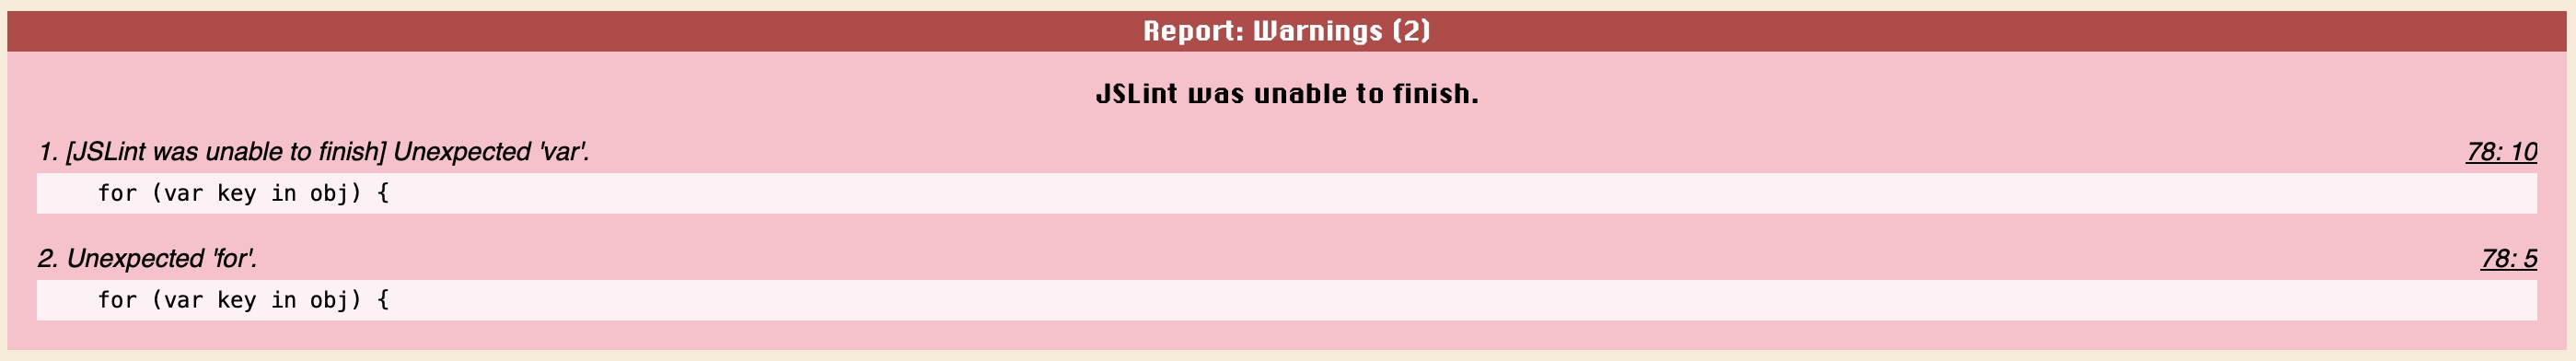 Report: Warnings (2)
JSLint was unable to finish.
1. [JSLint was unable to finish] Unexpected 'var'. 78: 10
for (var key in obj) {
2. Unexpected 'for'. 78: 5
for (var key in obj) {